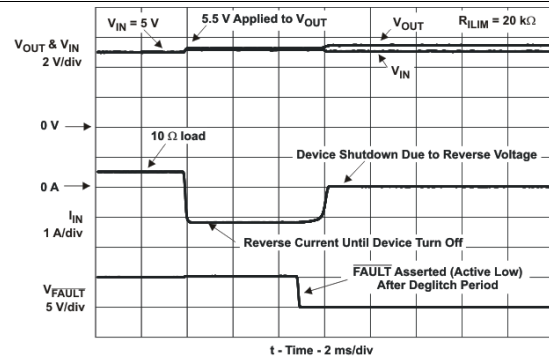 V_IN = 5 V
5.5 V Applied to V_OUT
V_OUT
R_ILIM = 20 kΩ
V_OUT & V_IN
2 V/div
V_IN
0 V
10 Ω load
Device Shutdown Due to Reverse Voltage
0 A
I_IN
1 A/div
Reverse Current Until Device Turn Off
F̅A̅U̅L̅T̅ Asserted (Active Low)
After Deglitch Period
V_F̅A̅U̅L̅T̅
5 V/div
t - Time - 2 ms/div